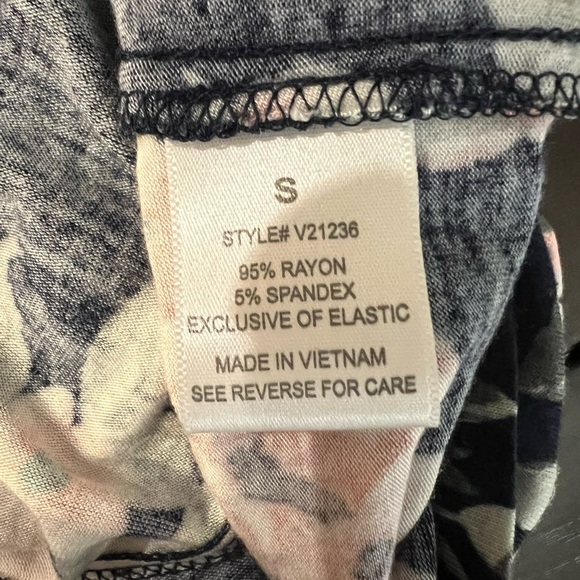 S
STYLE# V21236
95% RAYON
5% SPANDEX
EXCLUSIVE OF ELASTIC
MADE IN VIETNAM
SEE REVERSE FOR CARE